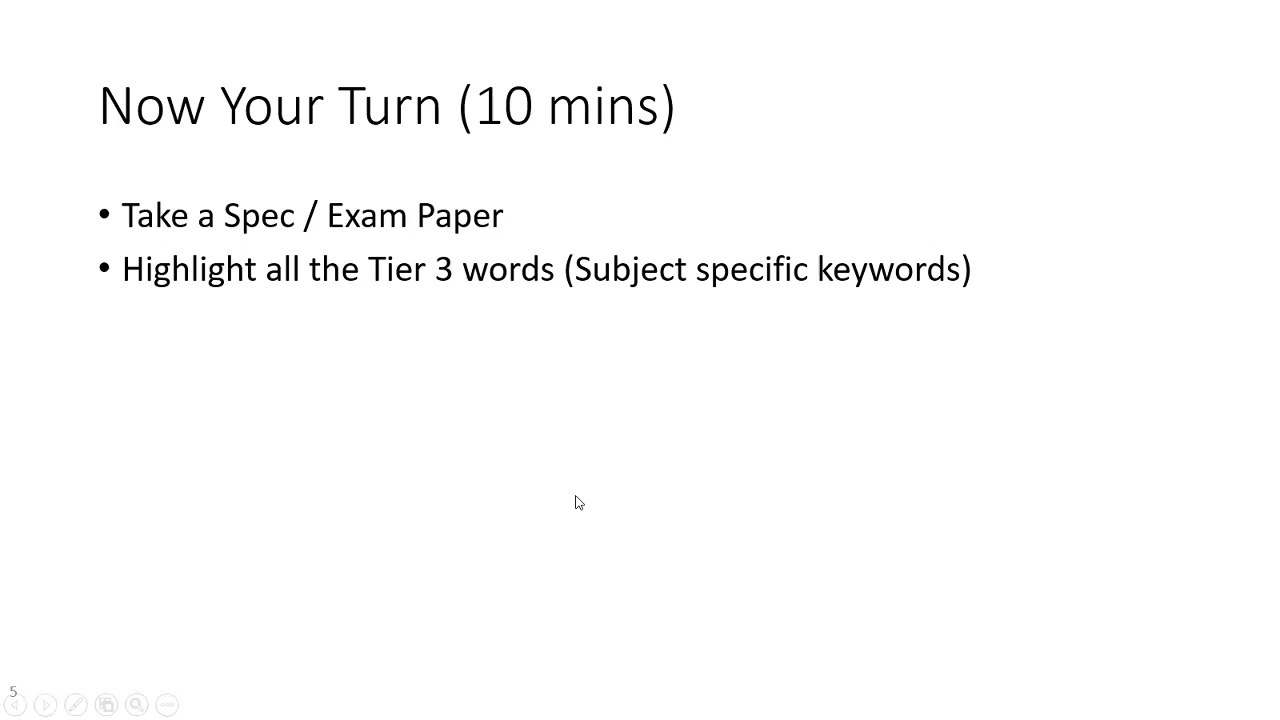 Now Your Turn (10 mins)
• Take a Spec / Exam Paper
• Highlight all the Tier 3 words (Subject specific keywords)
5